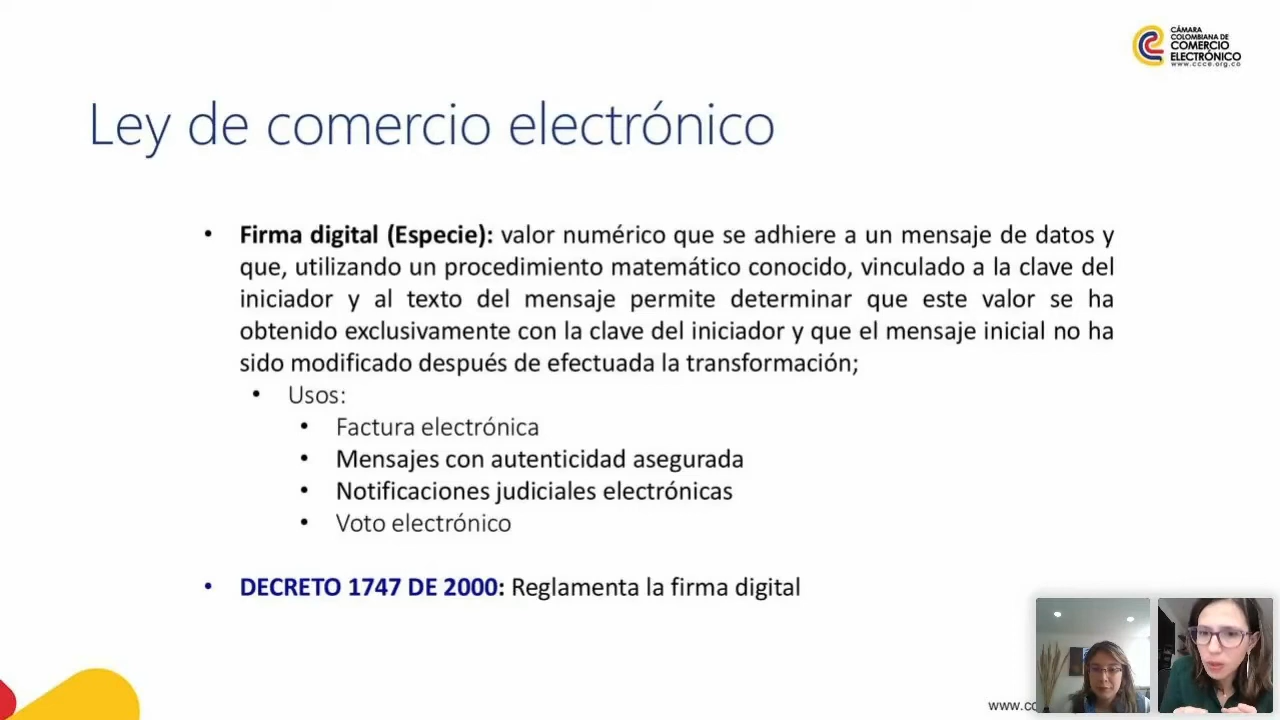 CÁMARA
COLOMBIANA DE
COMERCIO
ELECTRÓNICO
www.ccce.org.co
Ley de comercio electrónico
• Firma digital (Especie): valor numérico que se adhiere a un mensaje de datos y
que, utilizando un procedimiento matemático conocido, vinculado a la clave del
iniciador y al texto del mensaje permite determinar que este valor se ha
obtenido exclusivamente con la clave del iniciador y que el mensaje inicial no ha
sido modificado después de efectuada la transformación;
• Usos:
• Factura electrónica
• Mensajes con autenticidad asegurada
• Notificaciones judiciales electrónicas
• Voto electrónico
• DECRETO 1747 DE 2000: Reglamenta la firma digital